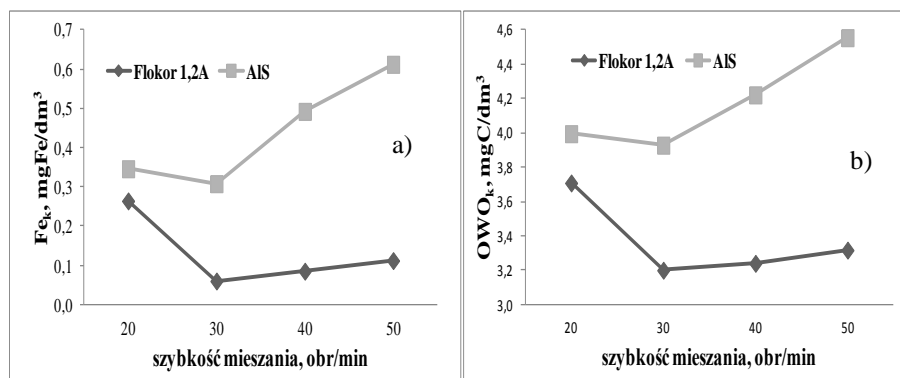 0,7
0,6
0,5
0,4
0,3
0,2
0,1
0,0
Fek, mgFe/dm³
Flokor 1,2A
AlS
a)
20 30 40 50
szybkość mieszania, obr/min
4,6
4,4
4,2
4,0
3,8
3,6
3,4
3,2
3,0
OWOk, mgC/dm³
Flokor 1,2A
AlS
b)
20 30 40 50
szybkość mieszania, obr/min